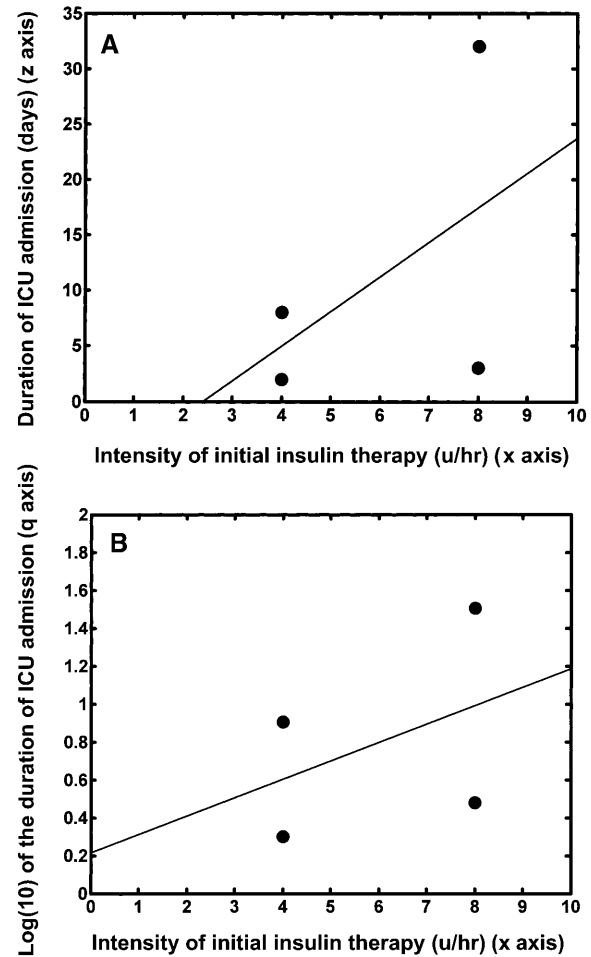 A
Duration of ICU admission (days) (z axis)
35
30
25
20
15
10
5
0
0 1 2 3 4 5 6 7 8 9 10
Intensity of initial insulin therapy (u/hr) (x axis)
B
Log(10) of the duration of ICU admission (q axis)
2
1.8
1.6
1.4
1.2
1
0.8
0.6
0.4
0.2
0
0 1 2 3 4 5 6 7 8 9 10
Intensity of initial insulin therapy (u/hr) (x axis)